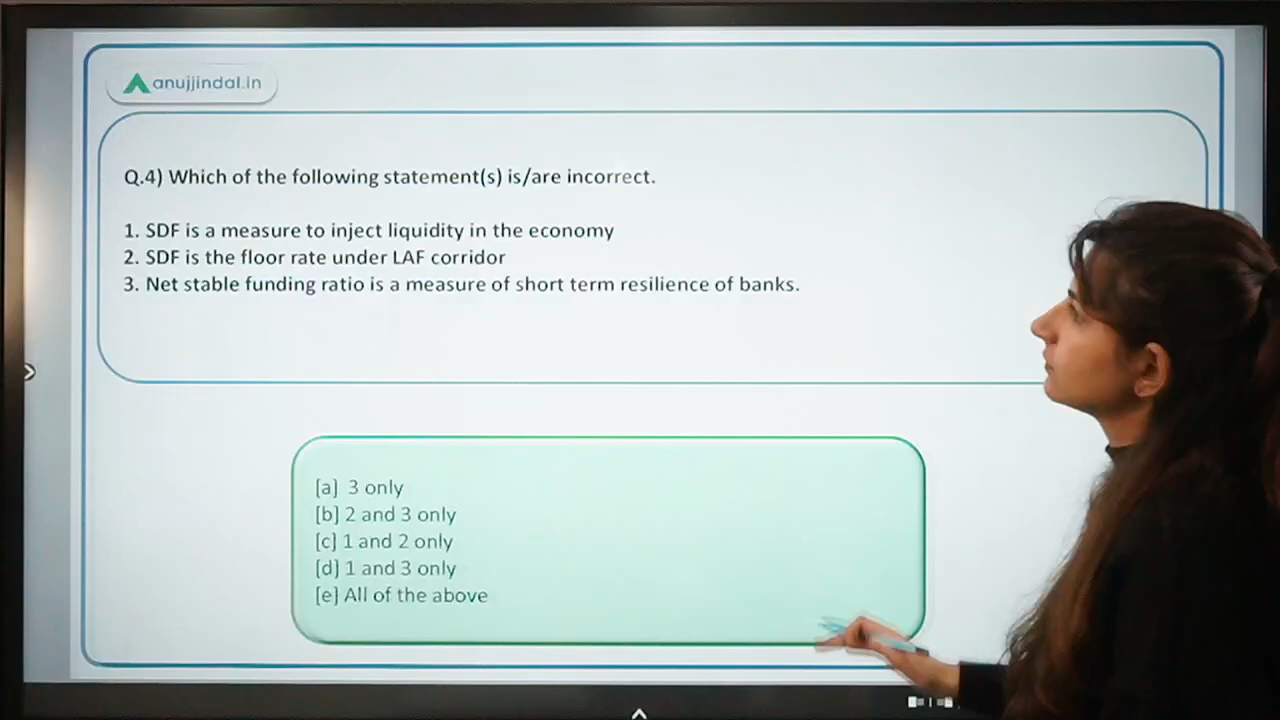 anujjindal.in
Q.4) Which of the following statement(s) is/are incorrect.
1. SDF is a measure to inject liquidity in the economy
2. SDF is the floor rate under LAF corridor
3. Net stable funding ratio is a measure of short term resilience of banks.
[a] 3 only
[b] 2 and 3 only
[c] 1 and 2 only
[d] 1 and 3 only
[e] All of the above